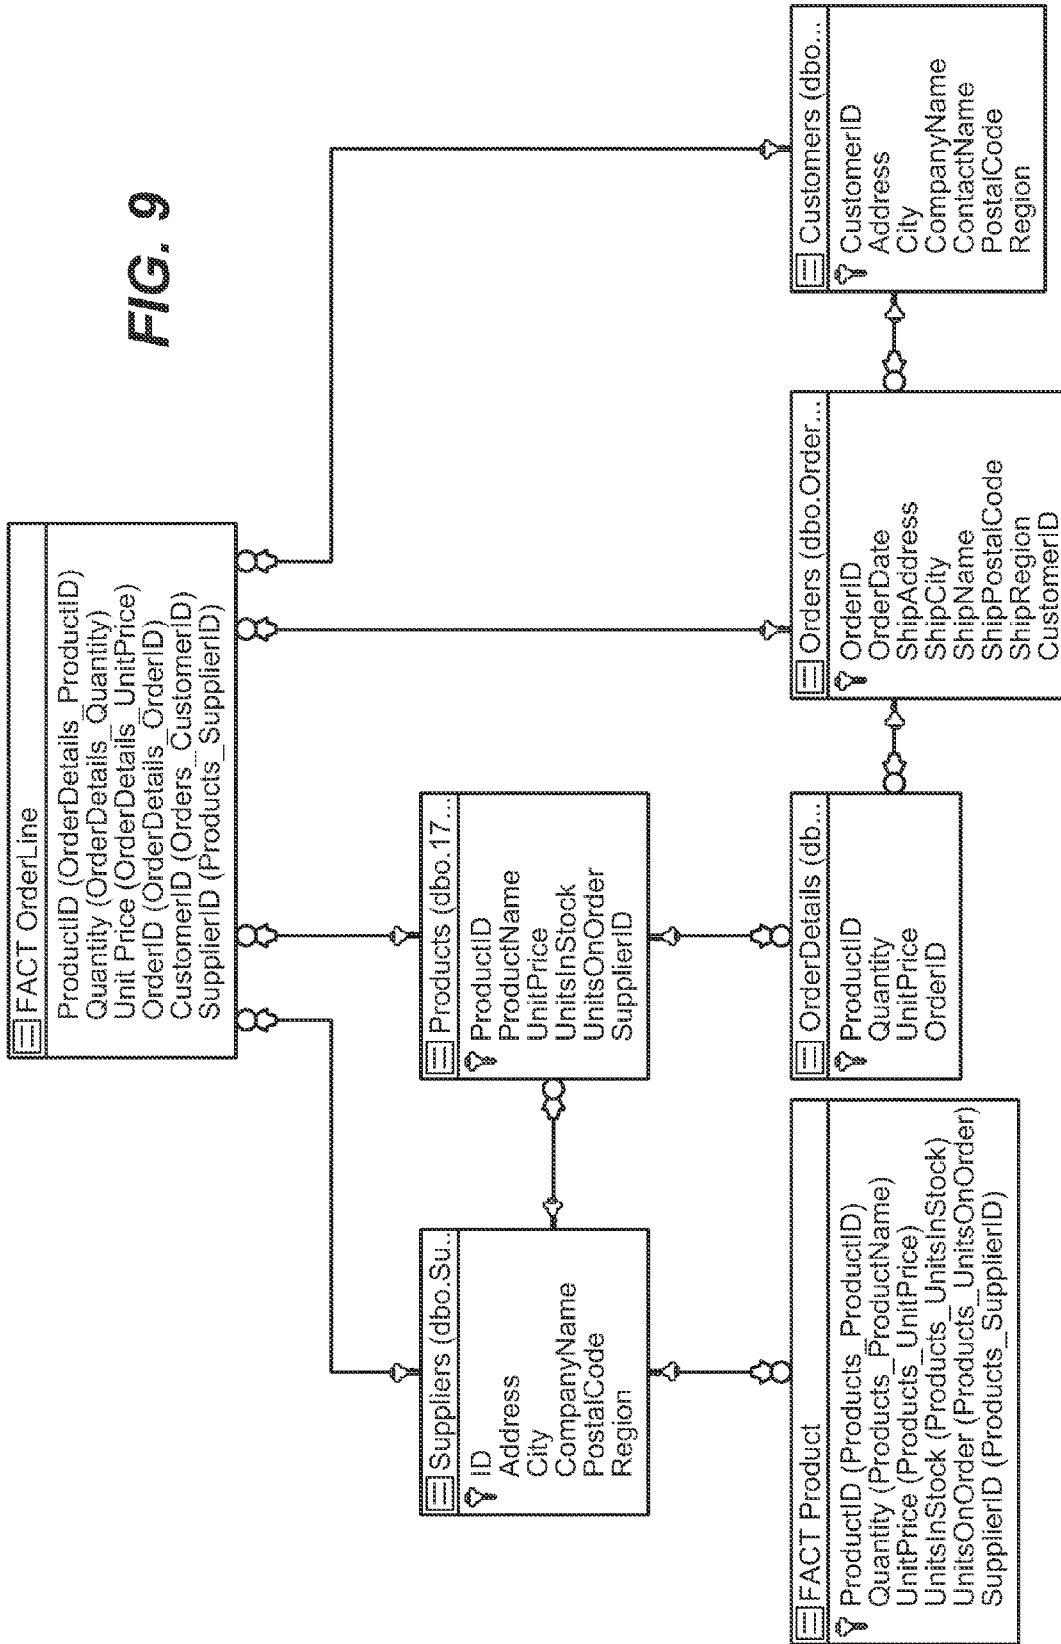 FIG. 9
FACT OrderLine
ProductID (OrderDetails_ProductID)
Quantity (OrderDetails_Quantity)
Unit Price (OrderDetails_UnitPrice)
OrderID (OrderDetails_OrderID)
CustomerID (Orders_CustomerID)
SupplierID (Products_SupplierID)
Suppliers (dbo.Su...
ID
Address
City
CompanyName
PostalCode
Region
Products (dbo.17...
ProductID
ProductName
UnitPrice
UnitsInStock
UnitsOnOrder
SupplierID
FACT Product
ProductID (Products_ProductID)
Quantity (Products_ProductName)
UnitPrice (Products_UnitPrice)
UnitsInStock (Products_UnitsInStock)
UnitsOnOrder (Products_UnitsOnOrder)
SupplierID (Products_SupplierID)
OrderDetails (db...
ProductID
Quantity
UnitPrice
OrderID
Orders (dbo.Order...
OrderID
OrderDate
ShipAddress
ShipCity
ShipName
ShipPostalCode
ShipRegion
CustomerID
Customers (dbo...
CustomerID
Address
City
CompanyName
ContactName
PostalCode
Region